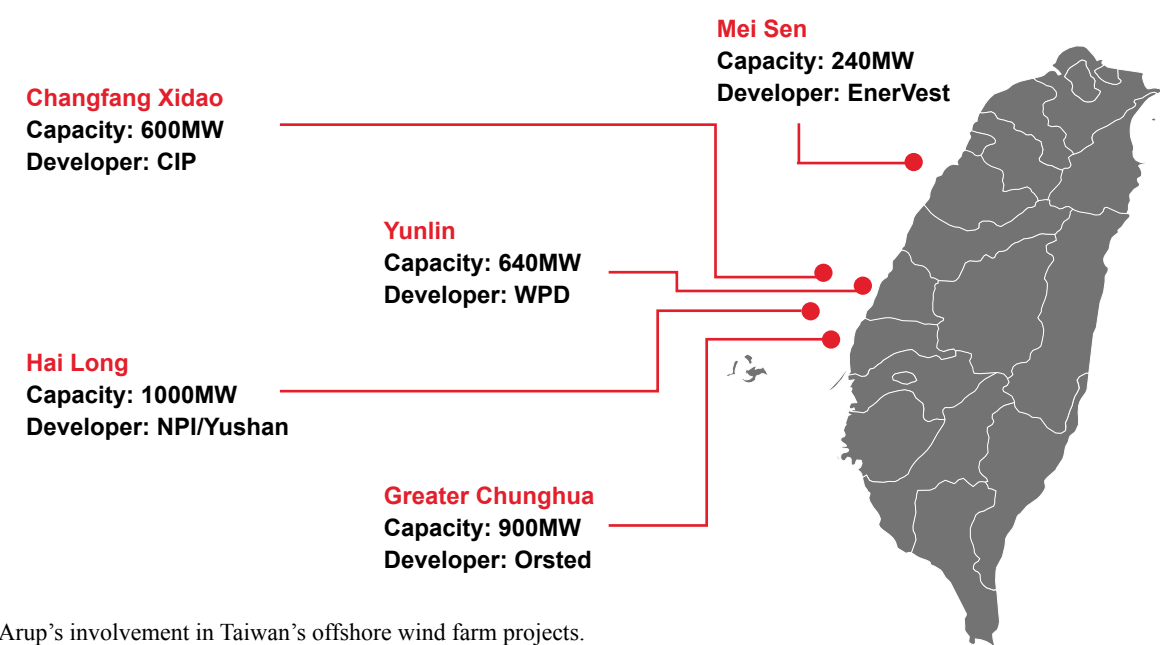 Mei Sen
Capacity: 240MW
Developer: EnerVest
Changfang Xidao
Capacity: 600MW
Developer: CIP
Yunlin
Capacity: 640MW
Developer: WPD
Hai Long
Capacity: 1000MW
Developer: NPI/Yushan
Greater Chunghua
Capacity: 900MW
Developer: Orsted
Arup’s involvement in Taiwan’s offshore wind farm projects.